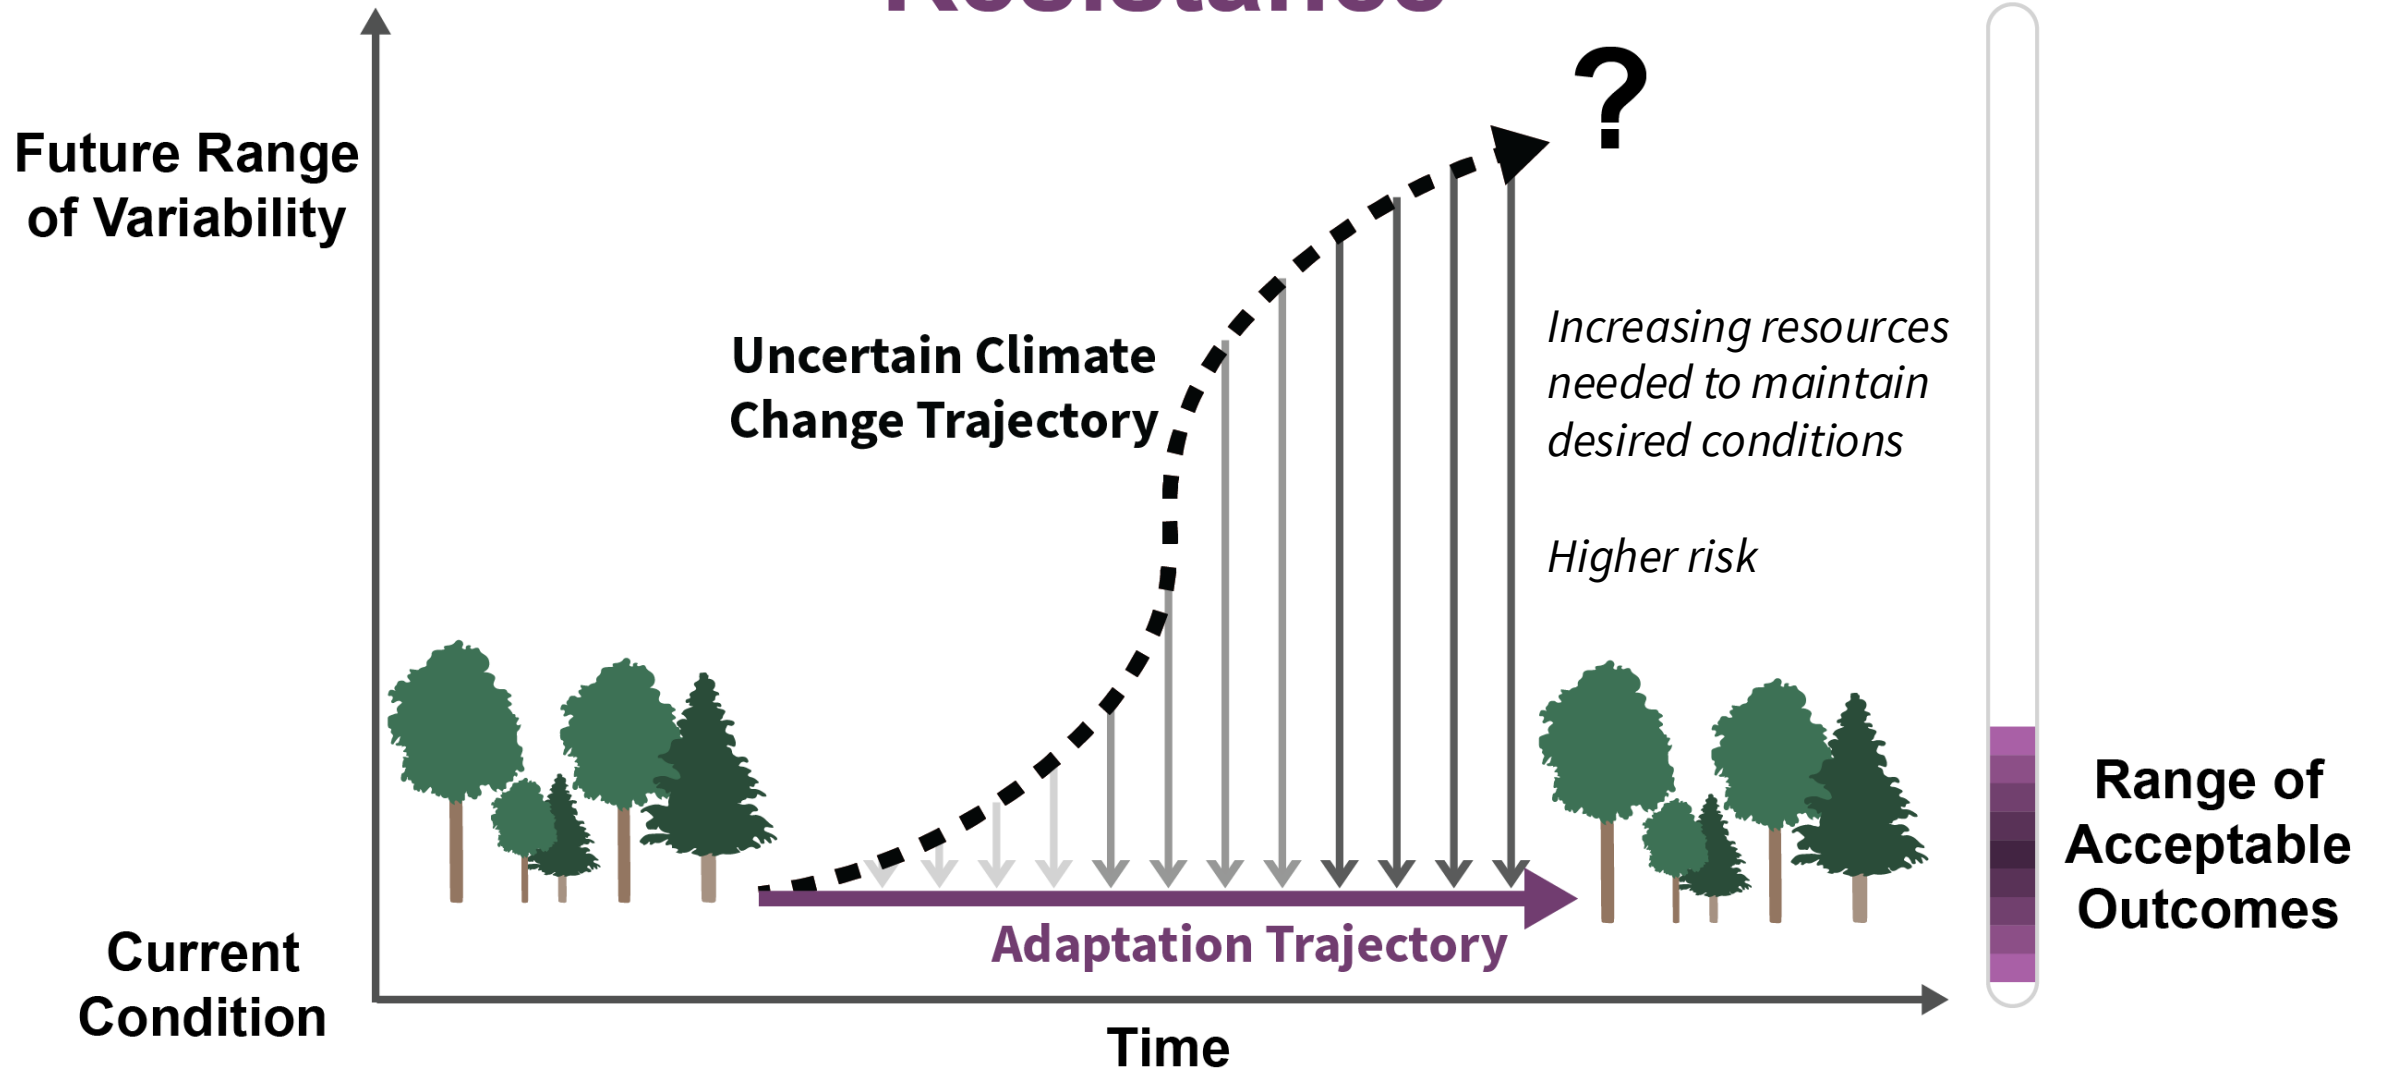 Resistance
?
Future Range
of Variability
Uncertain Climate
Change Trajectory
Increasing resources
needed to maintain
desired conditions
Higher risk
Range of
Acceptable
Outcomes
Adaptation Trajectory
Current
Condition
Time